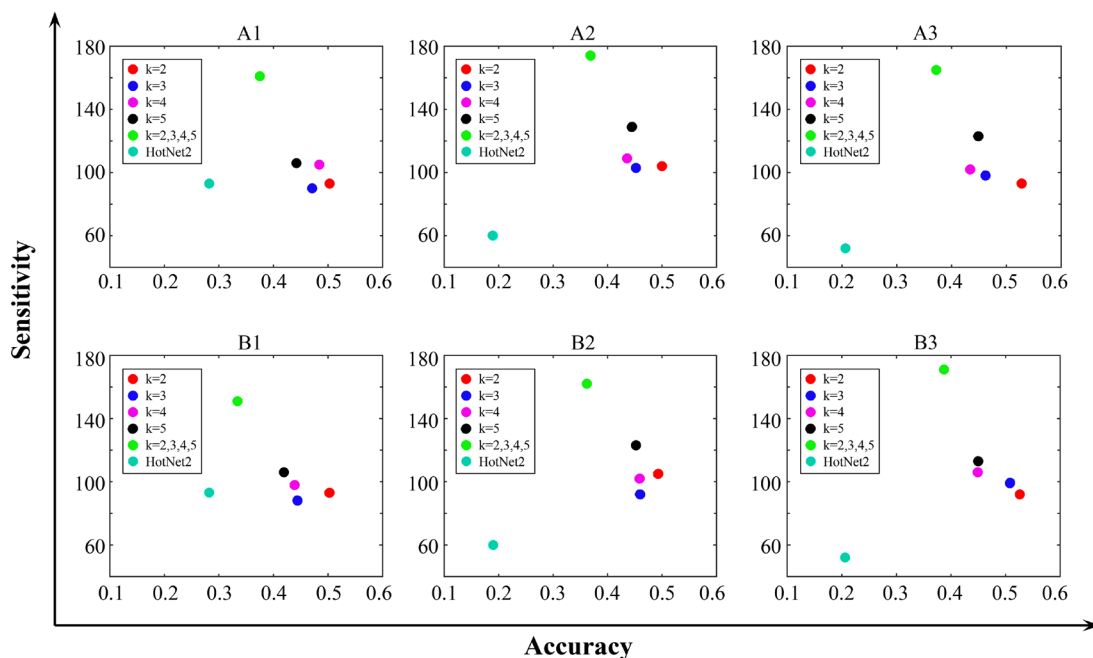 A1
180
140
100
60
k=2
k=3
k=4
k=5
k=2,3,4,5
HotNet2
0.1 0.2 0.3 0.4 0.5 0.6
A2
180
140
100
60
k=2
k=3
k=4
k=5
k=2,3,4,5
HotNet2
0.1 0.2 0.3 0.4 0.5 0.6
A3
180
140
100
60
k=2
k=3
k=4
k=5
k=2,3,4,5
HotNet2
0.1 0.2 0.3 0.4 0.5 0.6
Sensitivity
B1
180
140
100
60
k=2
k=3
k=4
k=5
k=2,3,4,5
HotNet2
0.1 0.2 0.3 0.4 0.5 0.6
B2
180
140
100
60
k=2
k=3
k=4
k=5
k=2,3,4,5
HotNet2
0.1 0.2 0.3 0.4 0.5 0.6
B3
180
140
100
60
k=2
k=3
k=4
k=5
k=2,3,4,5
HotNet2
0.1 0.2 0.3 0.4 0.5 0.6
Accuracy